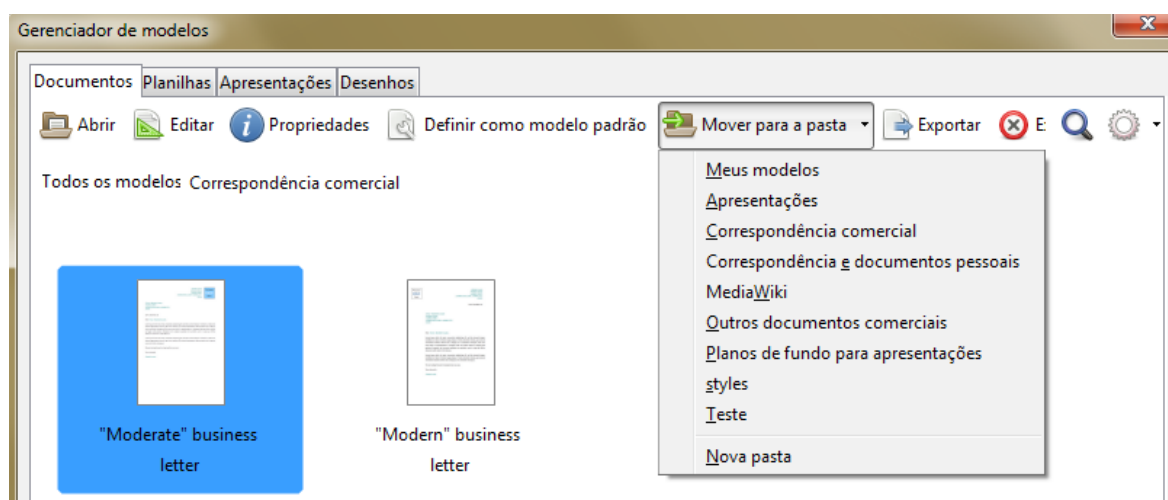 Gerenciador de modelos
Documentos Planilhas Apresentações Desenhos
Abrir Editar Propriedades Definir como modelo padrão Mover para a pasta Exportar E
Todos os modelos Correspondência comercial
Meus modelos
Apresentações
Correspondência comercial
Correspondência e documentos pessoais
MediaWiki
Outros documentos comerciais
Planos de fundo para apresentações
styles
Teste
Nova pasta
"Moderate" business
letter
"Modern" business
letter